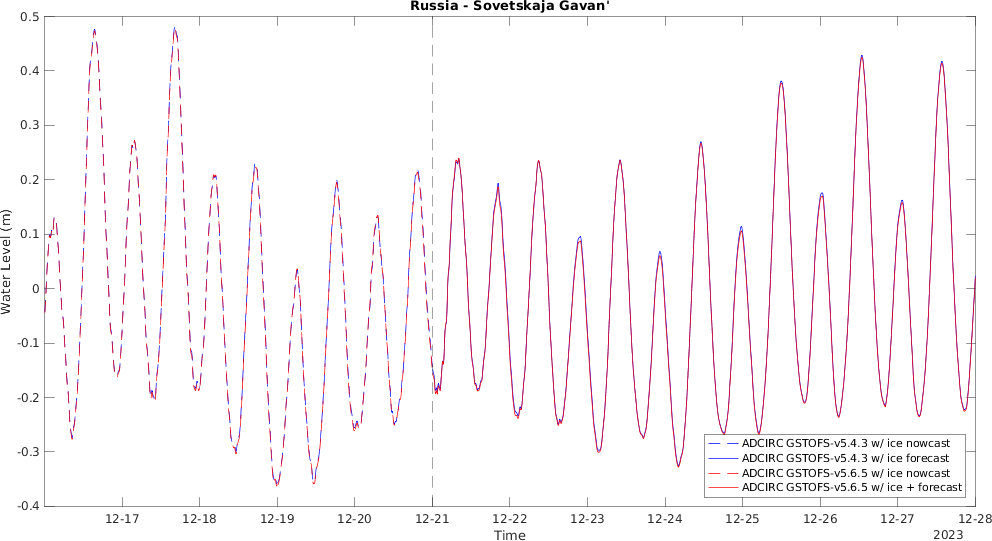 Russia - Sovetskaja Gavan'
0.5
0.4
0.3
0.2
0.1
0
-0.1
-0.2
-0.3
-0.4
Water Level (m)
ADCIRC GSTOFS-v5.4.3 w/ ice nowcast
ADCIRC GSTOFS-v5.4.3 w/ ice forecast
ADCIRC GSTOFS-v5.6.5 w/ ice nowcast
ADCIRC GSTOFS-v5.6.5 w/ ice + forecast
12-17 12-18 12-19 12-20 12-21 12-22 12-23 12-24 12-25 12-26 12-27 12-28
Time
2023